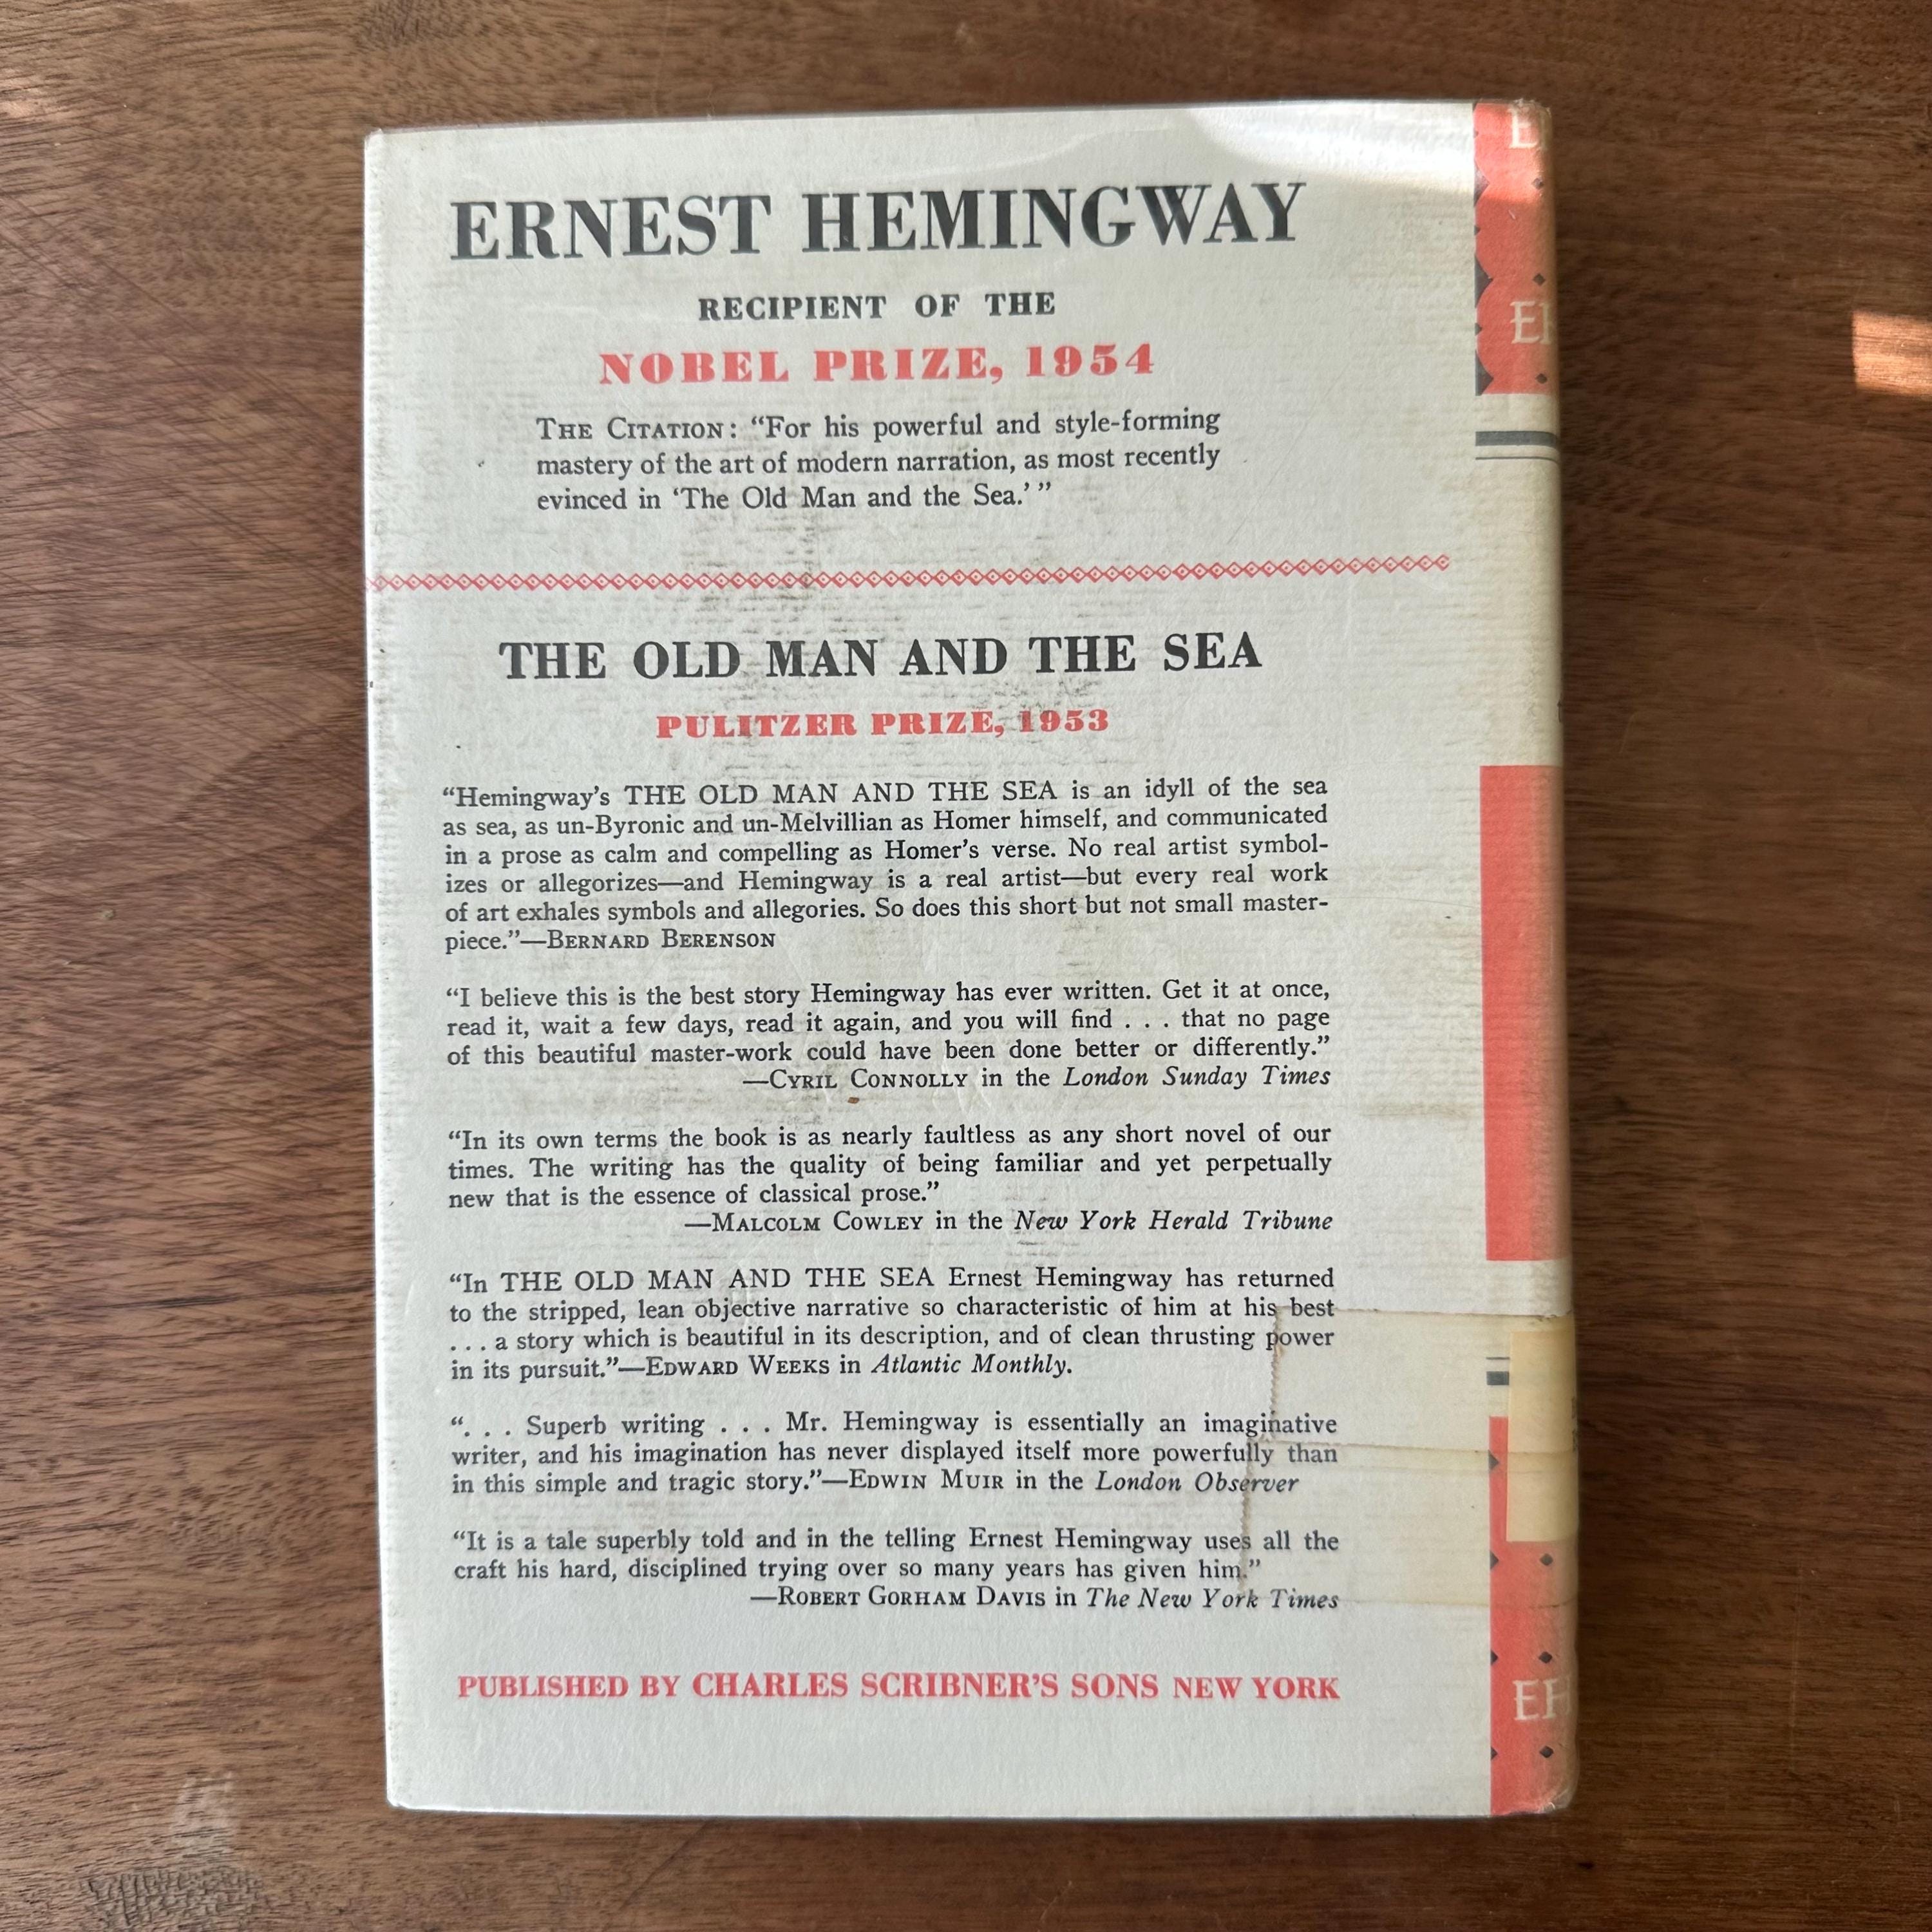 ERNEST HEMINGWAY
RECIPIENT OF THE
NOBEL PRIZE, 1954
THE CITATION: “For his powerful and style-forming
mastery of the art of modern narration, as most recently
evinced in ‘The Old Man and the Sea.’ ”
THE OLD MAN AND THE SEA
PULITZER PRIZE, 1953
“Hemingway’s THE OLD MAN AND THE SEA is an idyll of the sea
as sea, as un-Byronic and un-Melvillian as Homer himself, and communicated
in a prose as calm and compelling as Homer’s verse. No real artist symbol-
izes or allegorizes—and Hemingway is a real artist—but every real work
of art exhales symbols and allegories. So does this short but not small master-
piece.”—BERNARD BERENSON
“I believe this is the best story Hemingway has ever written. Get it at once,
read it, wait a few days, read it again, and you will find . . . that no page
of this beautiful master-work could have been done better or differently.”
—CYRIL CONNOLLY in the London Sunday Times
“In its own terms the book is as nearly faultless as any short novel of our
times. The writing has the quality of being familiar and yet perpetually
new that is the essence of classical prose.”
—MALCOLM COWLEY in the New York Herald Tribune
“In THE OLD MAN AND THE SEA Ernest Hemingway has returned
to the stripped, lean objective narrative so characteristic of him at his best
. . . a story which is beautiful in its description, and of clean thrusting power
in its pursuit.”—EDWARD WEEKS in Atlantic Monthly.
“. . . Superb writing . . . Mr. Hemingway is essentially an imaginative
writer, and his imagination has never displayed itself more powerfully than
in this simple and tragic story.”—EDWIN MUIR in the London Observer
“It is a tale superbly told and in the telling Ernest Hemingway uses all the
craft his hard, disciplined trying over so many years has given him.”
—ROBERT GORHAM DAVIS in The New York Times
PUBLISHED BY CHARLES SCRIBNER’S SONS NEW YORK